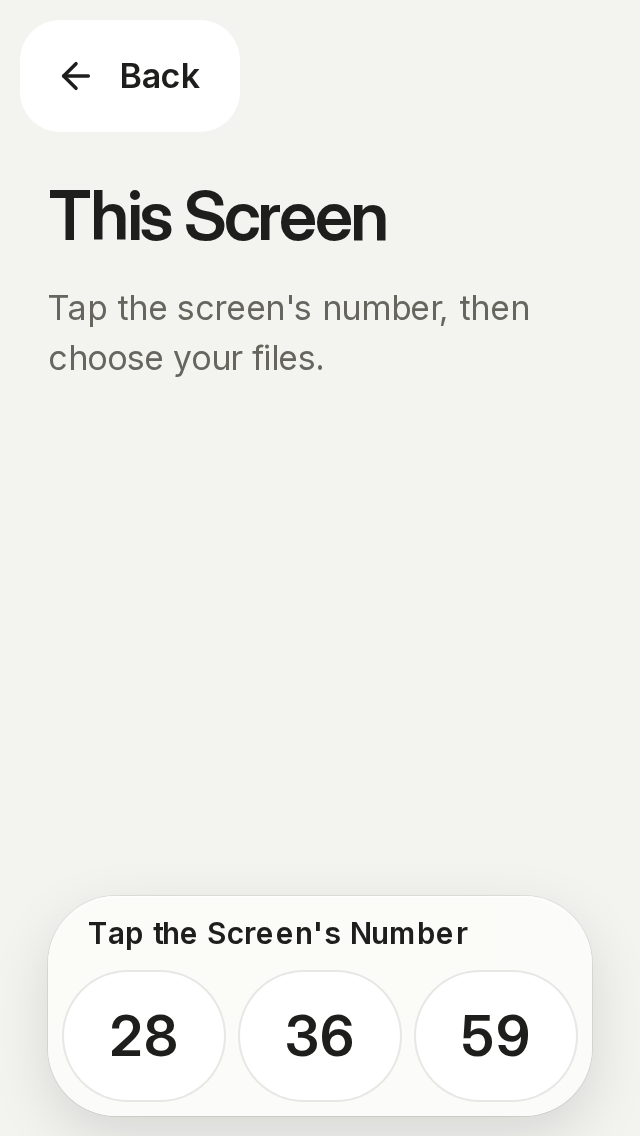 Back
This Screen
Tap the screen's number, then
choose your files.
Tap the Screen's Number
28 36 59